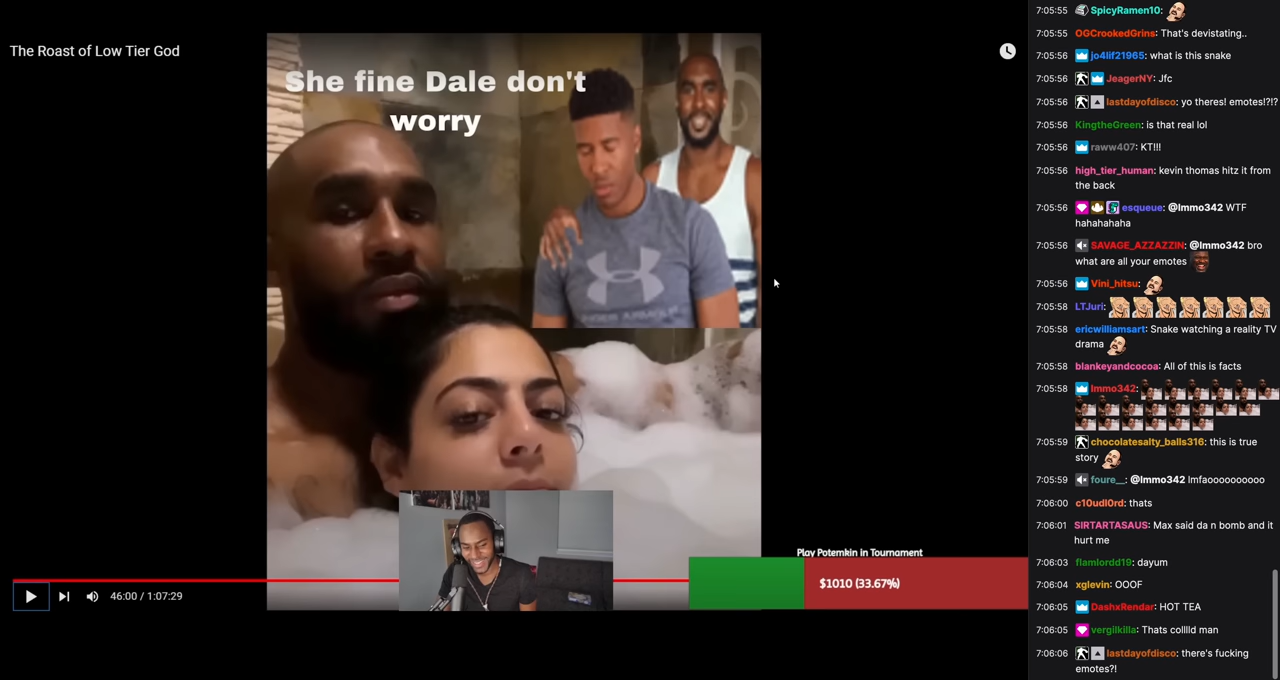 The Roast of Low Tier God
She fine Dale don't
worry
UNDER ARMOUR
Play Potemkin in Tournament
$1010 (33.67%)
46:00 / 1:07:29
7:05:55 SpicyRamen10:
7:05:55 OGCrookedGrins: That's devistating..
7:05:56 jo4lif21965: what is this snake
7:05:56 JeagerNY: Jfc
7:05:56 lastdayofdisco: yo theres! emotes!?!?
7:05:56 KingtheGreen: is that real lol
7:05:56 raww407: KT!!!
7:05:56 high_tier_human: kevin thomas hitz it from
the back
7:05:56 esqueue: @Immo342 WTF
hahahahaha
7:05:56 SAVAGE_AZZAZZIN: @Immo342 bro
what are all your emotes
7:05:56 Vini_hitsu:
7:05:58 LTJuri:
7:05:58 ericwilliamsart: Snake watching a reality TV
drama
7:05:58 blankeyandcocoa: All of this is facts
7:05:58 Immo342:
7:05:59 chocolatesalty_balls316: this is true
story
7:05:59 foure__: @Immo342 lmfaoooooooooo
7:06:00 c10udl0rd: thats
7:06:01 SIRTARTASAUS: Max said da n bomb and it
hurt me
7:06:03 flamlordd19: dayum
7:06:04 xglevin: OOOF
7:06:05 DashxRendar: HOT TEA
7:06:05 vergilkilla: Thats colllld man
7:06:06 lastdayofdisco: there's fucking
emotes?!